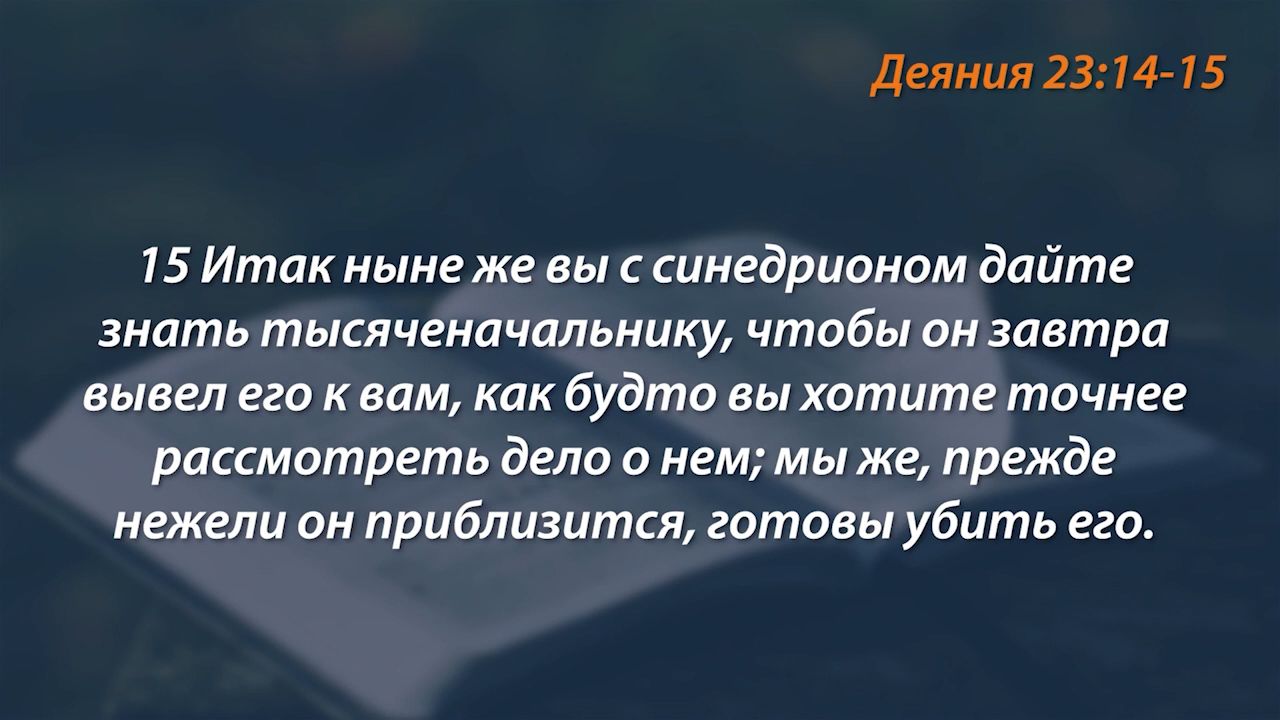 Деяния 23:14-15
15 Итак ныне же вы с синедрионом дайте
знать тысяченачальнику, чтобы он завтра
вывел его к вам, как будто вы хотите точнее
рассмотреть дело о нем; мы же, прежде
нежели он приблизится, готовы убить его.